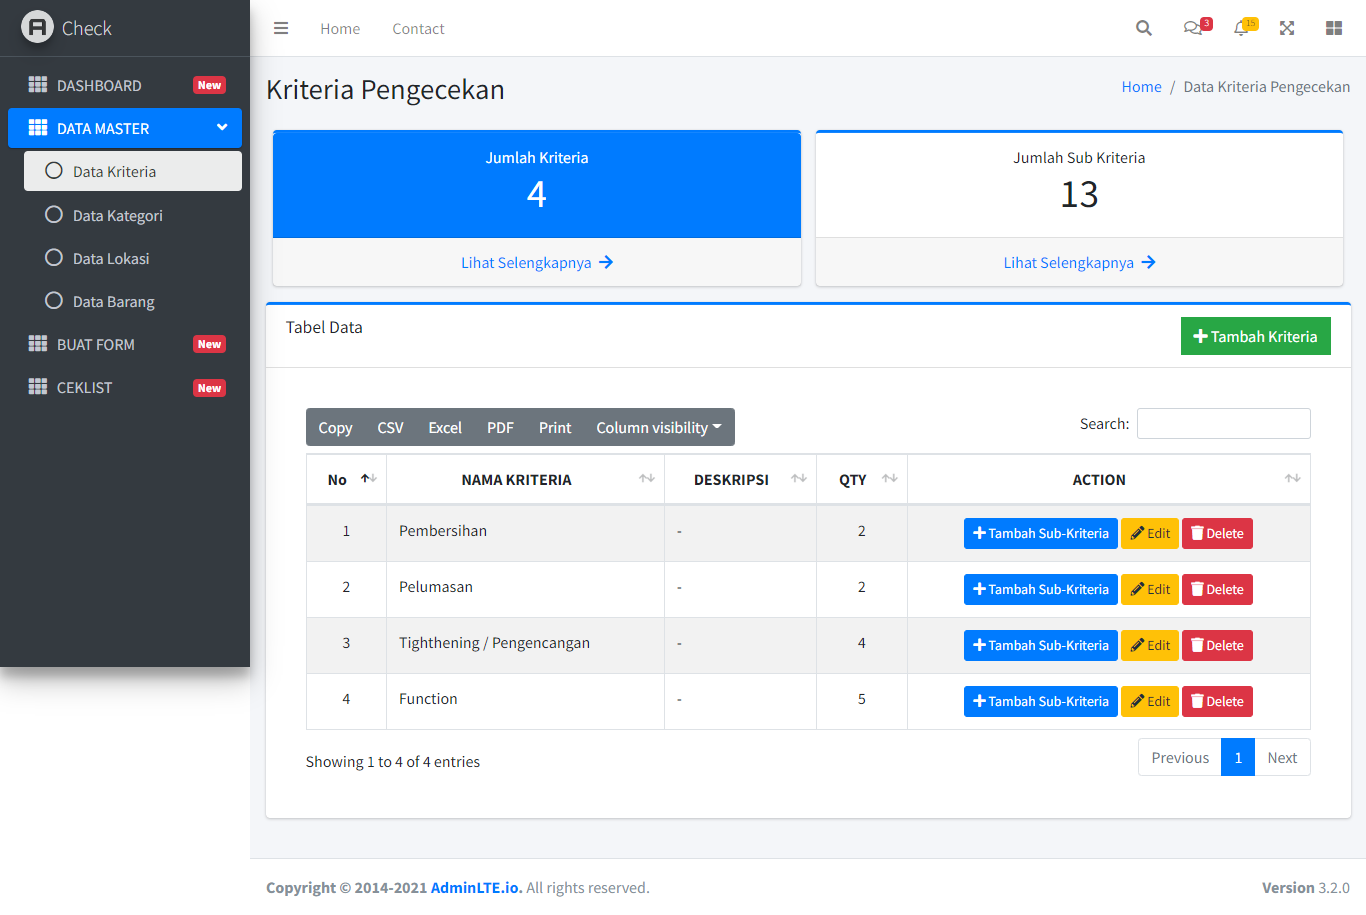 Check
Home
Contact
3
15
DASHBOARD
New
DATA MASTER
Data Kriteria
Data Kategori
Data Lokasi
Data Barang
BUAT FORM
New
CEKLIST
New
Kriteria Pengecekan
Home / Data Kriteria Pengecekan
Jumlah Kriteria
4
Lihat Selengkapnya
Jumlah Sub Kriteria
13
Lihat Selengkapnya
Tabel Data
Tambah Kriteria
Copy CSV Excel PDF Print Column visibility
Search:
No NAMA KRITERIA DESKRIPSI QTY ACTION
1 Pembersihan - 2 Tambah Sub-Kriteria Edit Delete
2 Pelumasan - 2 Tambah Sub-Kriteria Edit Delete
3 Tighthening / Pengencangan - 4 Tambah Sub-Kriteria Edit Delete
4 Function - 5 Tambah Sub-Kriteria Edit Delete
Showing 1 to 4 of 4 entries
Previous 1 Next
Copyright © 2014-2021 AdminLTE.io. All rights reserved.
Version 3.2.0